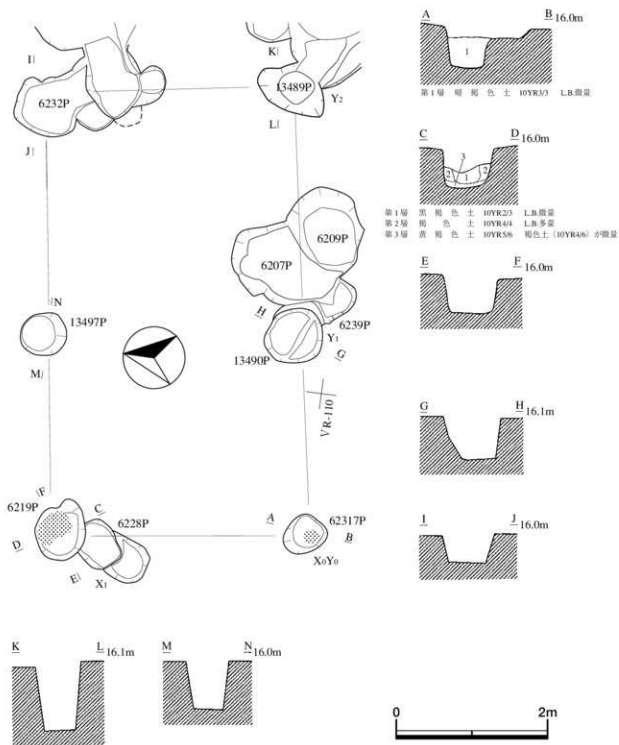 I
6232P
J
K
13489P
Y2
L
6209P
6207P
H
6239P
Y1
13490P
G
N
13497P
M
VR-110
F
6219P
C
6228P
D
E
X1
A
62317P
B
X0Y0
A B 16.0m
1
第1層 暗褐色土 10YR3/3 L.B.微量
C D 16.0m
3
2 1 2
第1層 黒褐色土 10YR2/3 L.B.微量
第2層 褐色土 10YR4/4 L.B.多量
第3層 黄褐色土 10YR5/6 褐色土(10YR4/6)が微量
E F 16.0m
G H 16.1m
I J 16.0m
K L 16.1m
M N 16.0m
0 2m